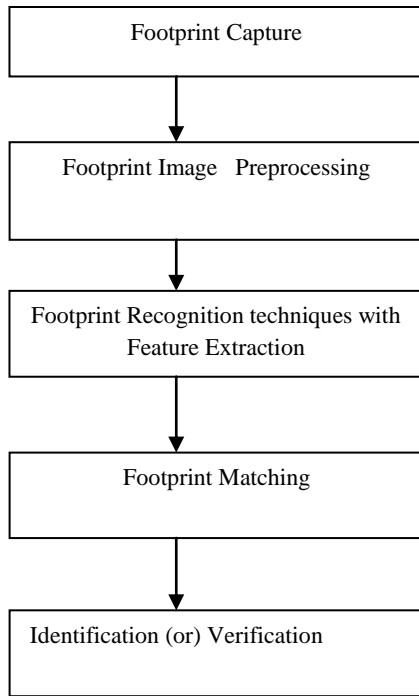 Footprint Capture
Footprint Image Preprocessing
Footprint Recognition techniques with
Feature Extraction
Footprint Matching
Identification (or) Verification